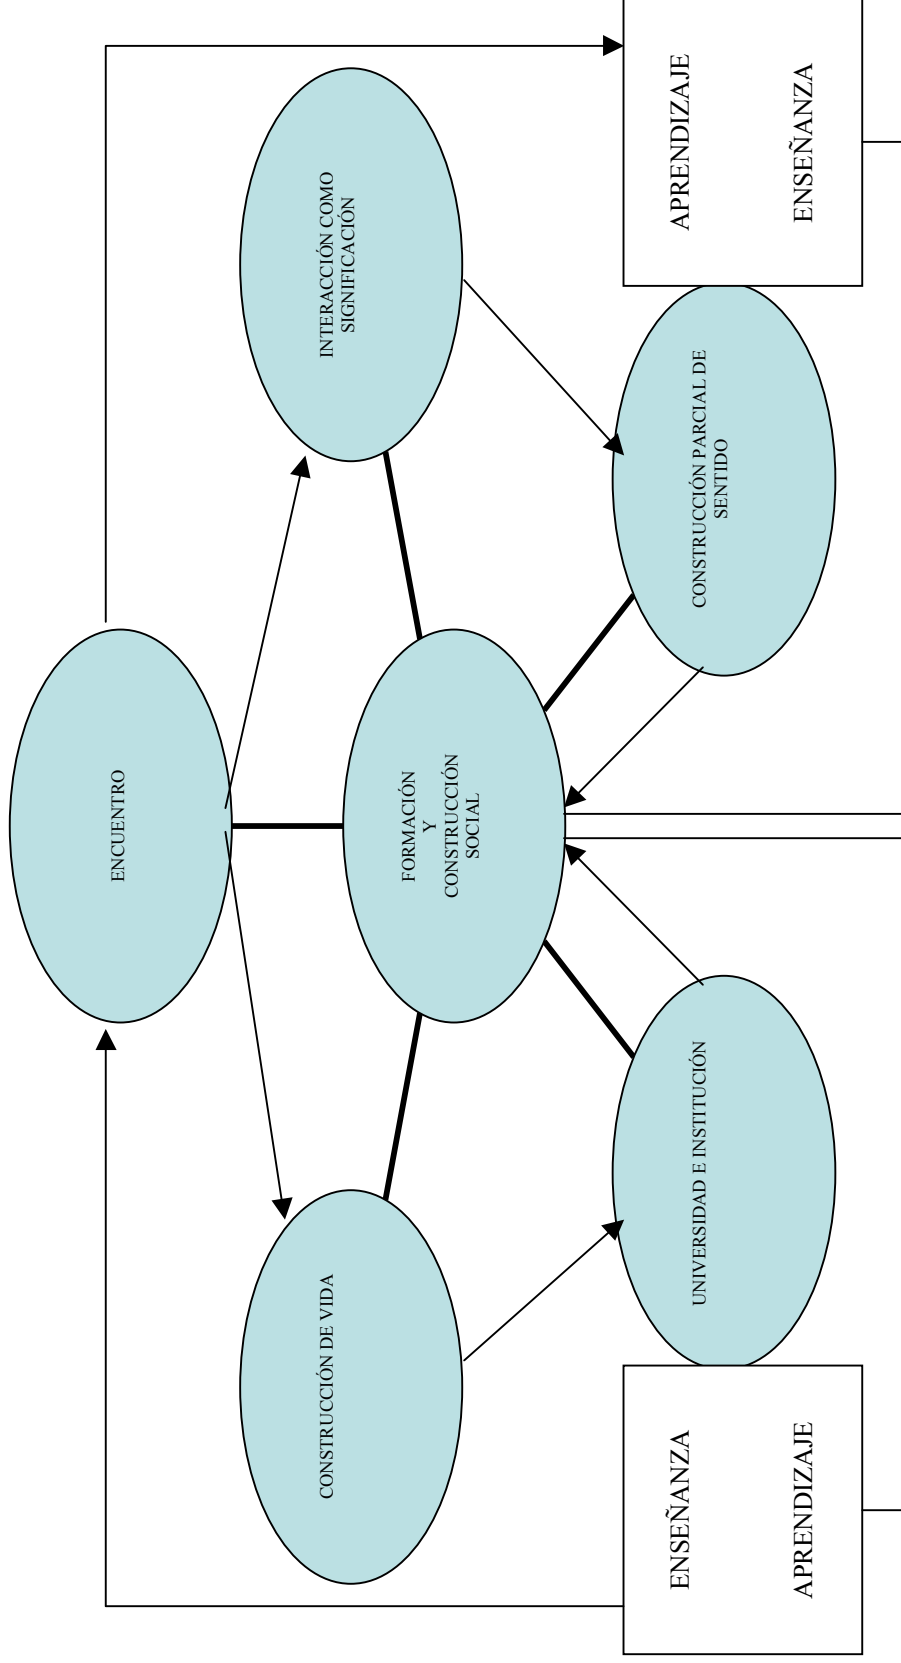 ENCUENTRO
CONSTRUCCIÓN DE VIDA
INTERACCIÓN COMO
SIGNIFICACIÓN
FORMACIÓN
Y
CONSTRUCCIÓN
SOCIAL
UNIVERSIDAD E INSTITUCIÓN
CONSTRUCCIÓN PARCIAL DE
SENTIDO
ENSEÑANZA
APRENDIZAJE
APRENDIZAJE
ENSEÑANZA